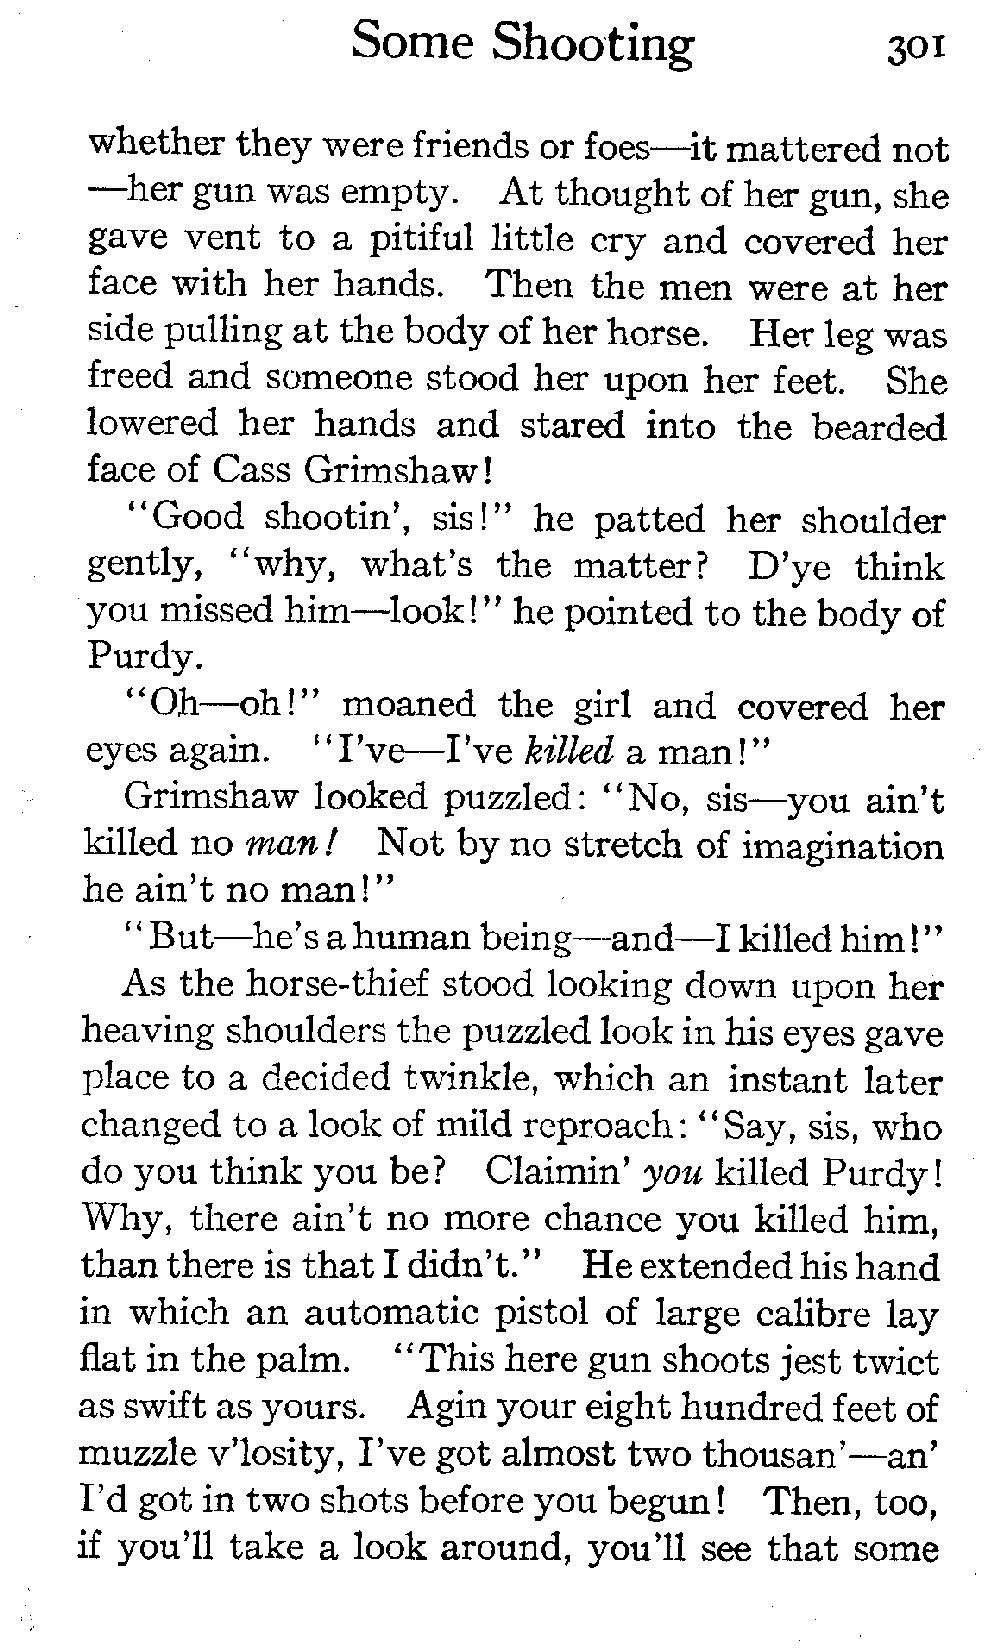 Some Shooting 301
whether they were friends or foes—it mattered not
—her gun was empty. At thought of her gun, she
gave vent to a pitiful little cry and covered her
face with her hands. Then the men were at her
side pulling at the body of her horse. Her leg was
freed and someone stood her upon her feet. She
lowered her hands and stared into the bearded
face of Cass Grimshaw!
"Good shootin', sis!" he patted her shoulder
gently, "why, what's the matter? D'ye think
you missed him—look!" he pointed to the body of
Purdy.
"Oh—oh!" moaned the girl and covered her
eyes again. "I've—I've killed a man!"
Grimshaw looked puzzled: "No, sis—you ain't
killed no man! Not by no stretch of imagination
he ain't no man!"
"But—he's a human being—and—I killed him!"
As the horse-thief stood looking down upon her
heaving shoulders the puzzled look in his eyes gave
place to a decided twinkle, which an instant later
changed to a look of mild reproach: "Say, sis, who
do you think you be? Claimin' you killed Purdy!
Why, there ain't no more chance you killed him,
than there is that I didn't." He extended his hand
in which an automatic pistol of large calibre lay
flat in the palm. "This here gun shoots jest twict
as swift as yours. Agin your eight hundred feet of
muzzle v'losity, I've got almost two thousan'—an'
I'd got in two shots before you begun! Then, too,
if you'll take a look around, you'll see that some